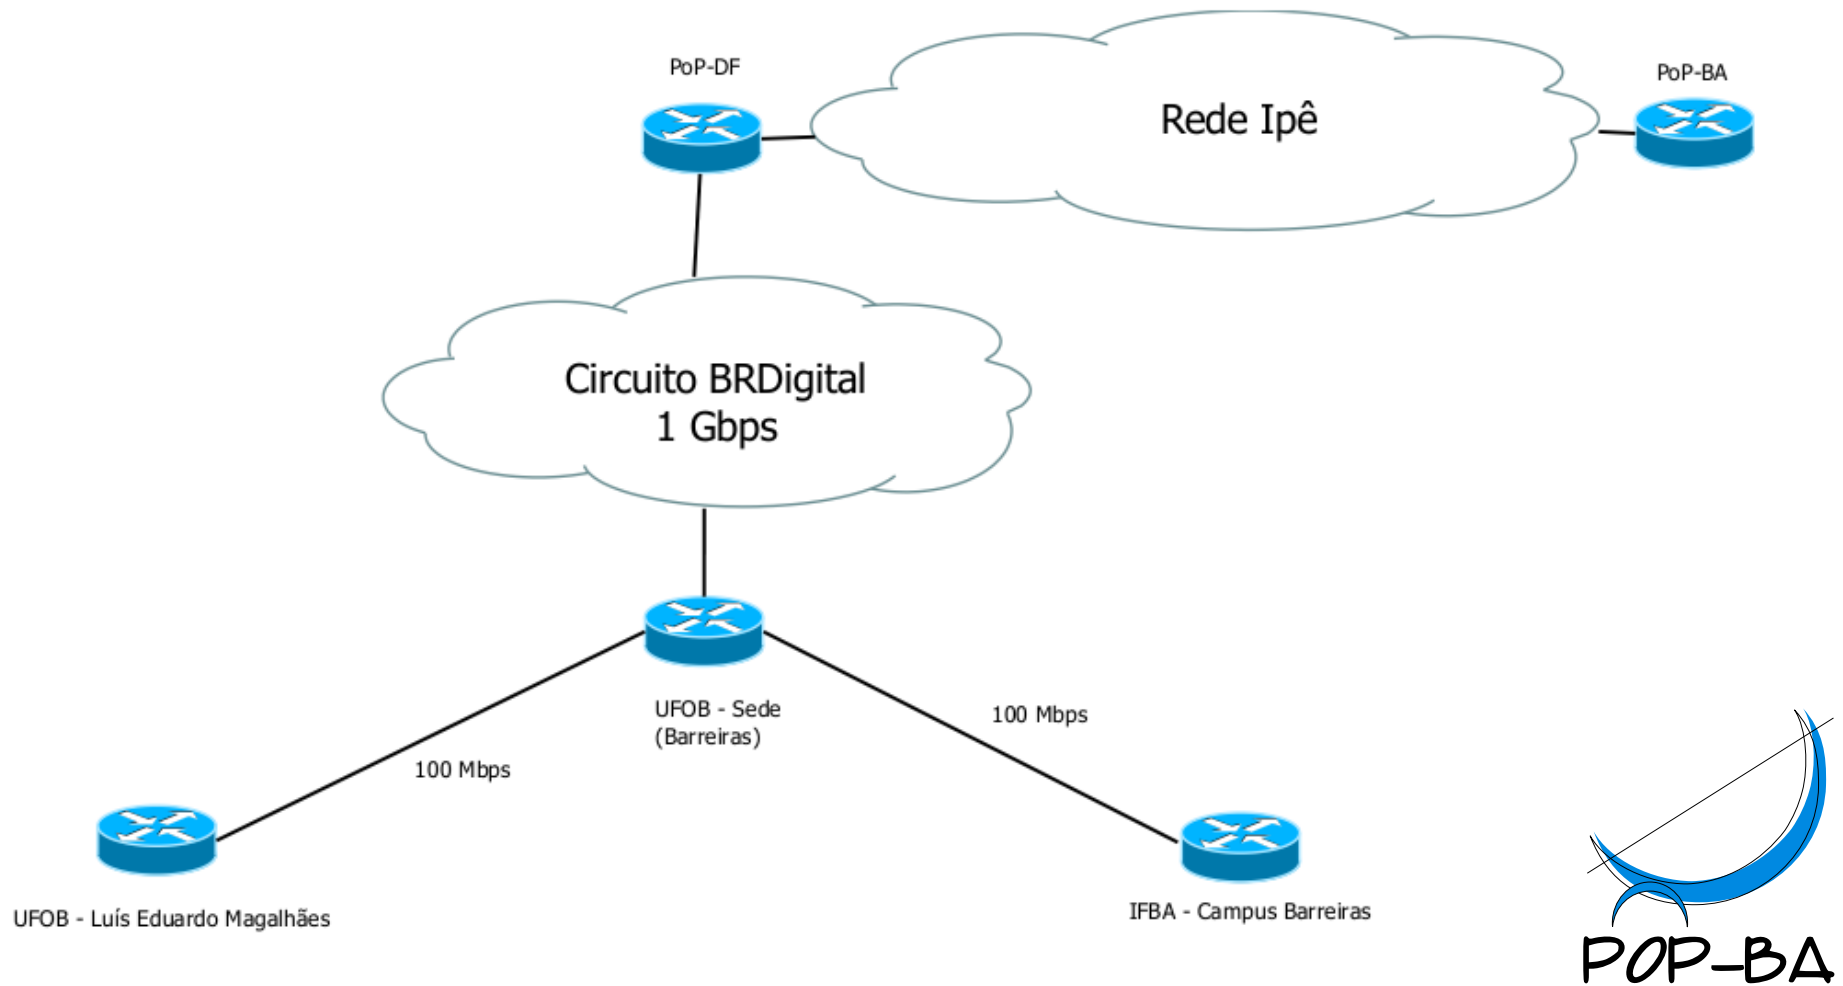 PoP-DF
PoP-BA
Rede Ipê
Circuito BRDigital
1 Gbps
UFOB - Sede
(Barreiras)
100 Mbps
100 Mbps
UFOB - Luís Eduardo Magalhães
IFBA - Campus Barreiras
POP-BA